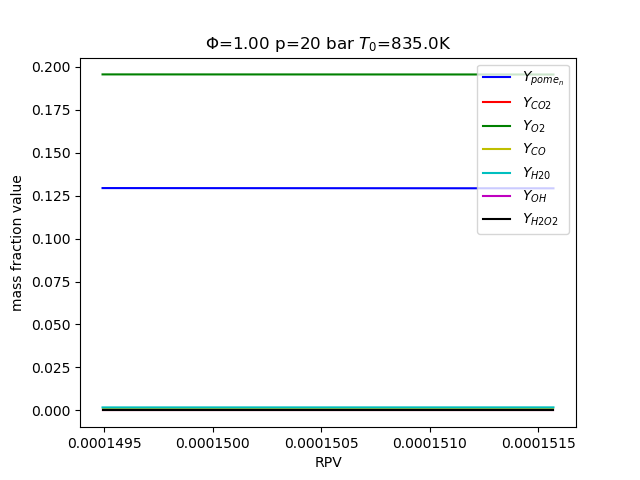 Φ=1.00 p=20 bar T0=835.0K
mass fraction value
0.200
0.175
0.150
0.125
0.100
0.075
0.050
0.025
0.000
Ypomen
YCO2
YO2
YCO
YH20
YOH
YH2O2
0.0001495 0.0001500 0.0001505 0.0001510 0.0001515
RPV